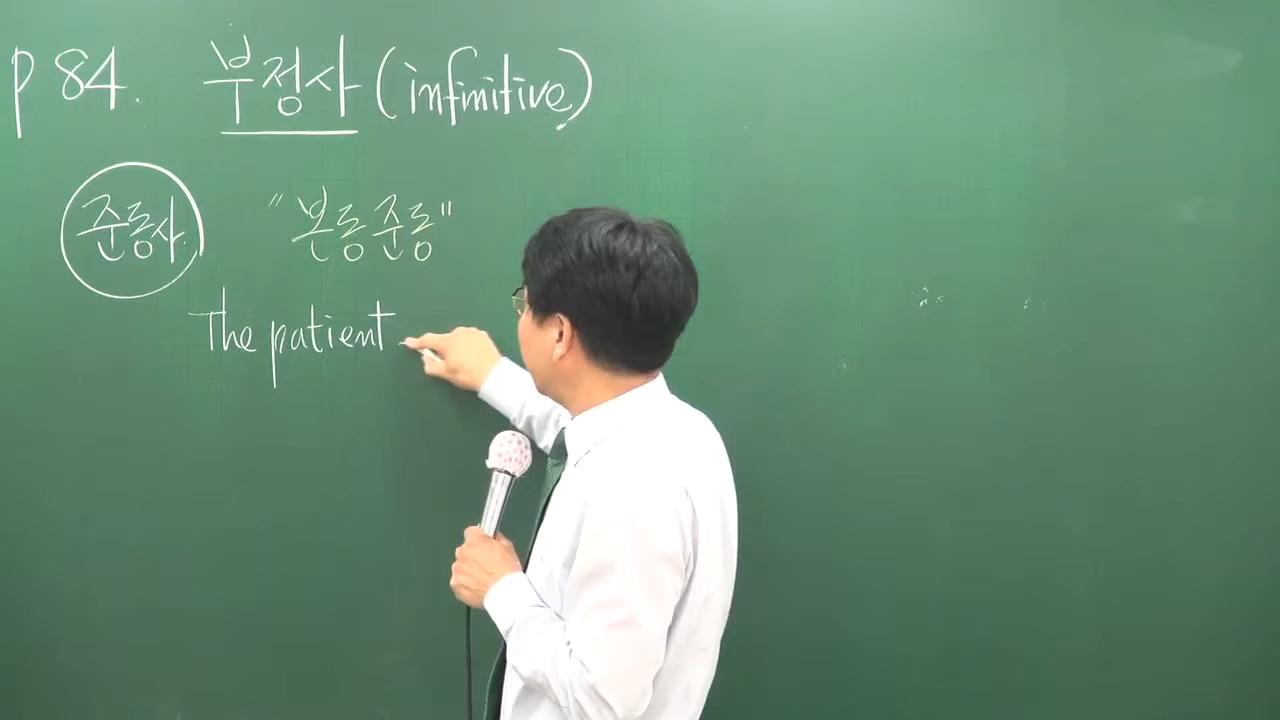 p 84. 부정사 (infinitive)
준동사 "본동준동"
The patient